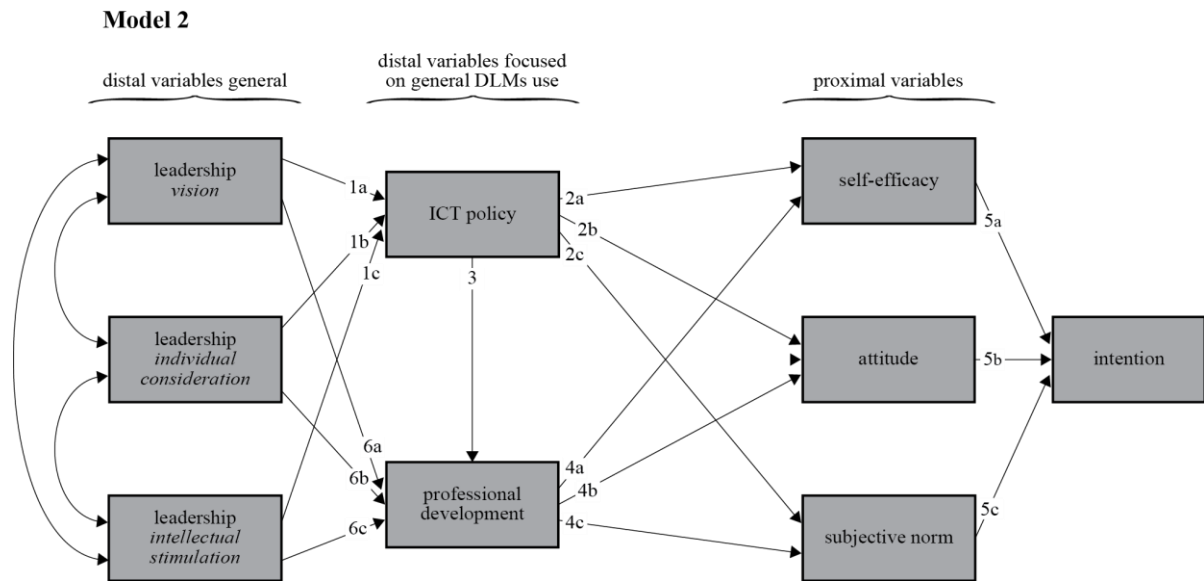 Model 2
distal variables general
distal variables focused
on general DLMs use
proximal variables
leadership
vision
leadership
individual
consideration
leadership
intellectual
stimulation
1a
1b
1c
6a
6b
6c
ICT policy
3
professional
development
2a
2b
2c
4a
4b
4c
self-efficacy
attitude
subjective norm
5a
5b
5c
intention